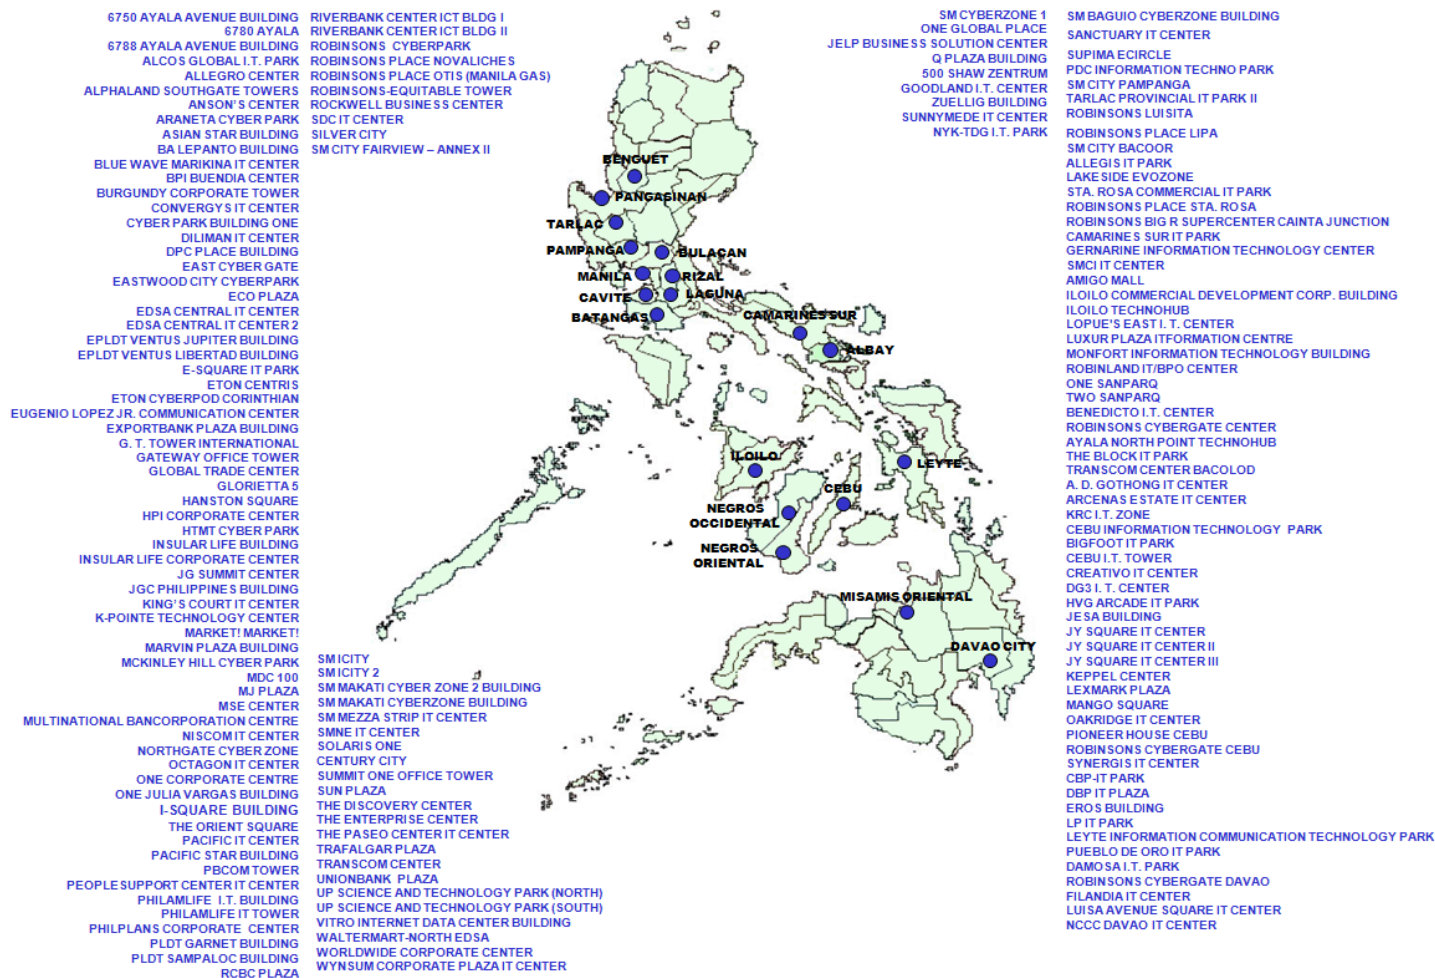 6750 AYALA AVENUE BUILDING
6780 AYALA
6788 AYALA AVENUE BUILDING
ALCOS GLOBAL I.T. PARK
ALLEGRO CENTER
ALPHALAND SOUTHGATE TOWERS
ANSON'S CENTER
ARANETA CYBER PARK
ASIAN STAR BUILDING
BA LEPANTO BUILDING
BLUE WAVE MARIKINA IT CENTER
BPI BUENDIA CENTER
BURGUNDY CORPORATE TOWER
CONVERGYS IT CENTER
CYBER PARK BUILDING ONE
DILIMAN IT CENTER
DPC PLACE BUILDING
EAST CYBER GATE
EASTWOOD CITY CYBERPARK
ECO PLAZA
EDSA CENTRAL IT CENTER
EDSA CENTRAL IT CENTER 2
EPLDT VENTUS JUPITER BUILDING
EPLDT VENTUS LIBERTAD BUILDING
E-SQUARE IT PARK
ETON CENTRIS
ETON CYBERPOD CORINTHIAN
EUGENIO LOPEZ JR. COMMUNICATION CENTER
EXPORTBANK PLAZA BUILDING
G. T. TOWER INTERNATIONAL
GATEWAY OFFICE TOWER
GLOBAL TRADE CENTER
GLORIETTA 5
HANSTON SQUARE
HPI CORPORATE CENTER
HTMT CYBER PARK
INSULAR LIFE BUILDING
INSULAR LIFE CORPORATE CENTER
JG SUMMIT CENTER
JGC PHILIPPINES BUILDING
KING'S COURT IT CENTER
K-POINTE TECHNOLOGY CENTER
MARKET! MARKET!
MARVIN PLAZA BUILDING
MCKINLEY HILL CYBER PARK
MDC 100
MJ PLAZA
MSE CENTER
MULTINATIONAL BANCORPORATION CENTRE
NISCOM IT CENTER
NORTHGATE CYBER ZONE
OCTAGON IT CENTER
ONE CORPORATE CENTRE
ONE JULIA VARGAS BUILDING
I-SQUARE BUILDING
THE ORIENT SQUARE
PACIFIC IT CENTER
PACIFIC STAR BUILDING
PBCOM TOWER
PEOPLESUPPORT CENTER IT CENTER
PHILAMLIFE I.T. BUILDING
PHILAMLIFE IT TOWER
PHILPLANS CORPORATE CENTER
PLDT GARNET BUILDING
PLDT SAMPALOC BUILDING
RCBC PLAZA
RIVERBANK CENTER ICT BLDG I
RIVERBANK CENTER ICT BLDG II
ROBINSONS CYBERPARK
ROBINSONS PLACE NOVALICHES
ROBINSONS PLACE OTIS (MANILA GAS)
ROBINSONS-EQUITABLE TOWER
ROCKWELL BUSINESS CENTER
SDC IT CENTER
SILVER CITY
SM CITY FAIRVIEW – ANNEX II
SM ICITY
SM ICITY 2
SM MAKATI CYBER ZONE 2 BUILDING
SM MAKATI CYBERZONE BUILDING
SM MEZZA STRIP IT CENTER
SMNE IT CENTER
SOLARIS ONE
CENTURY CITY
SUMMIT ONE OFFICE TOWER
SUN PLAZA
THE DISCOVERY CENTER
THE ENTERPRISE CENTER
THE PASEO CENTER IT CENTER
TRAFALGAR PLAZA
TRANSCOM CENTER
UNIONBANK PLAZA
UP SCIENCE AND TECHNOLOGY PARK (NORTH)
UP SCIENCE AND TECHNOLOGY PARK (SOUTH)
VITRO INTERNET DATA CENTER BUILDING
WALTERMART-NORTH EDSA
WORLDWIDE CORPORATE CENTER
WYNSUM CORPORATE PLAZA IT CENTER
BENGUET
PANGASINAN
TARLAC
PAMPANGA
BULACAN
MANILA
RIZAL
CAVITE
LAGUNA
BATANGAS
CAMARINES SUR
ALBAY
ILOILO
LEYTE
CEBU
NEGROS
OCCIDENTAL
NEGROS
ORIENTAL
MISAMIS ORIENTAL
DAVAO CITY
SM CYBERZONE 1
ONE GLOBAL PLACE
JELP BUSINESS SOLUTION CENTER
Q PLAZA BUILDING
500 SHAW ZENTRUM
GOODLAND I.T. CENTER
ZUELLIG BUILDING
SUNNYMEDE IT CENTER
NYK-TDG I.T. PARK
SM BAGUIO CYBERZONE BUILDING
SANCTUARY IT CENTER
SUPIMA ECIRCLE
PDC INFORMATION TECHNO PARK
SM CITY PAMPANGA
TARLAC PROVINCIAL IT PARK II
ROBINSONS LUISITA
ROBINSONS PLACE LIPA
SM CITY BACOOR
ALLEGIS IT PARK
LAKESIDE EVOZONE
STA. ROSA COMMERCIAL IT PARK
ROBINSONS PLACE STA. ROSA
ROBINSONS BIG R SUPERCENTER CAINTA JUNCTION
CAMARINES SUR IT PARK
GERNARINE INFORMATION TECHNOLOGY CENTER
SMCI IT CENTER
AMIGO MALL
ILOILO COMMERCIAL DEVELOPMENT CORP. BUILDING
ILOILO TECHNOHUB
LOPUE'S EAST I. T. CENTER
LUXUR PLAZA ITFORMATION CENTRE
MONFORT INFORMATION TECHNOLOGY BUILDING
ROBINLAND IT/BPO CENTER
ONE SANPARQ
TWO SANPARQ
BENEDICTO I.T. CENTER
ROBINSONS CYBERGATE CENTER
AYALA NORTH POINT TECHNOHUB
THE BLOCK IT PARK
TRANSCOM CENTER BACOLOD
A. D. GOTHONG IT CENTER
ARCENAS ESTATE IT CENTER
KRC I.T. ZONE
CEBU INFORMATION TECHNOLOGY PARK
BIGFOOT IT PARK
CEBU I.T. TOWER
CREATIVO IT CENTER
DG3 I. T. CENTER
HVG ARCADE IT PARK
JESA BUILDING
JY SQUARE IT CENTER
JY SQUARE IT CENTER II
JY SQUARE IT CENTER III
KEPPEL CENTER
LEXMARK PLAZA
MANGO SQUARE
OAKRIDGE IT CENTER
PIONEER HOUSE CEBU
ROBINSONS CYBERGATE CEBU
SYNERGIS IT CENTER
CBP-IT PARK
DBP IT PLAZA
EROS BUILDING
LP IT PARK
LEYTE INFORMATION COMMUNICATION TECHNOLOGY PARK
PUEBLO DE ORO IT PARK
DAMOSA I.T. PARK
ROBINSONS CYBERGATE DAVAO
FILANDIA IT CENTER
LUISA AVENUE SQUARE IT CENTER
NCCC DAVAO IT CENTER